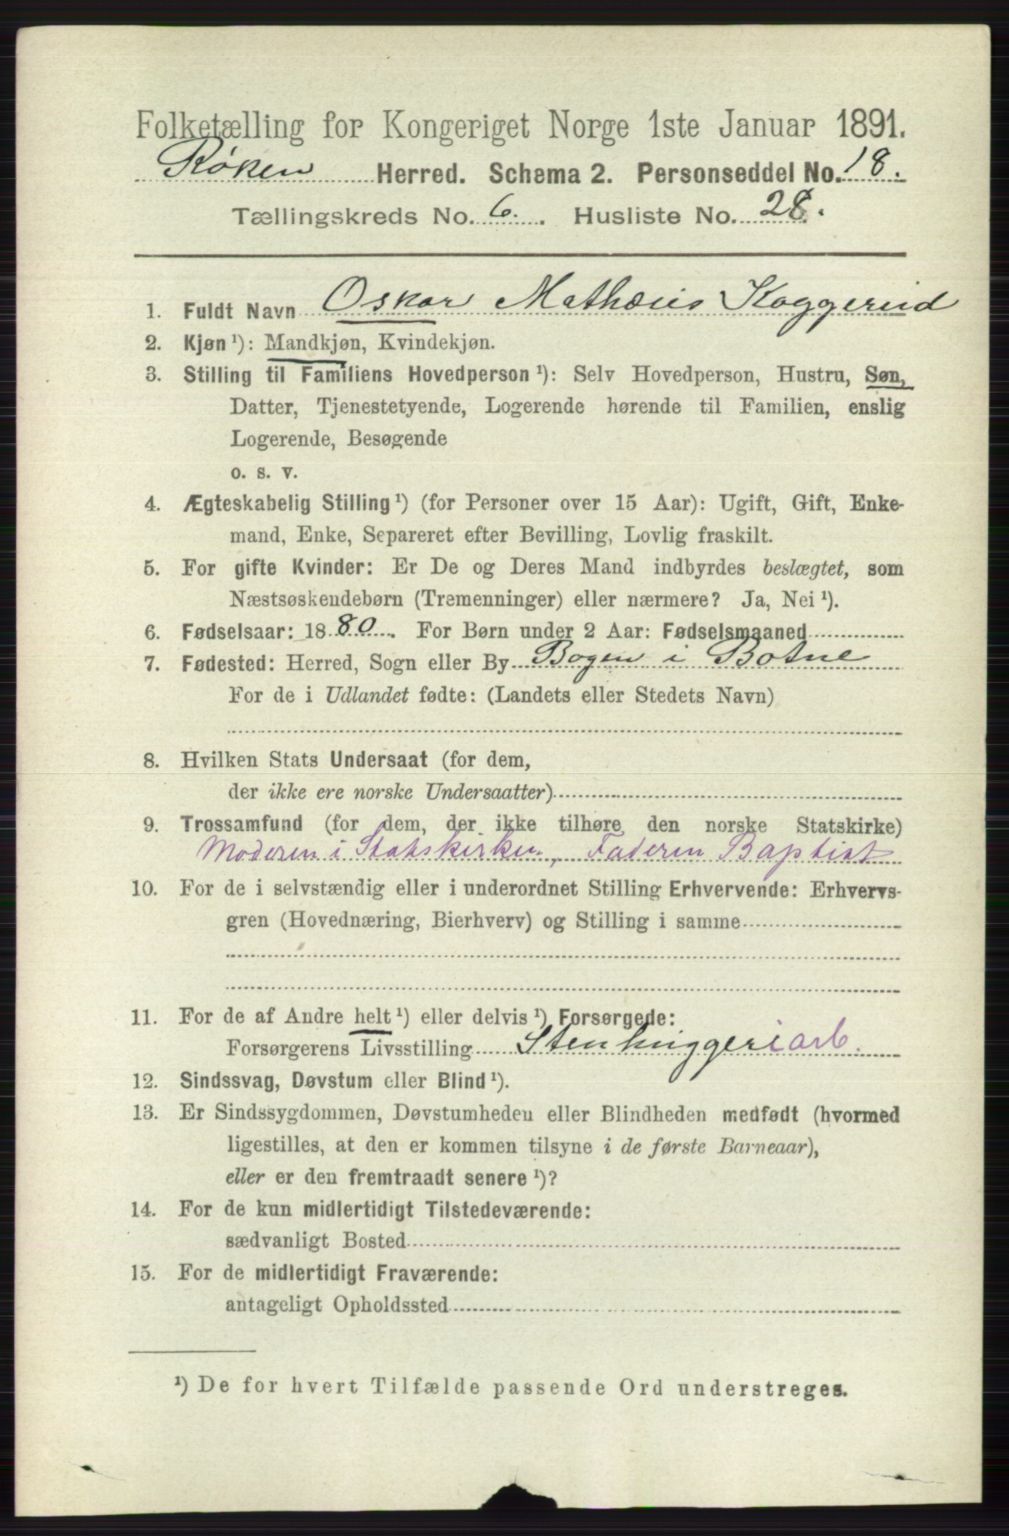 Folketælling for Kongeriget Norge 1ste Januar 1891.
Røken Herred. Schema 2. Personseddel No. 18.
Tællingskreds No. 6. Husliste No. 28.
1. Fuldt Navn Oskar Mathæus Koggerud
2. Kjøn ¹): Mandkjøn, Kvindekjøn.
3. Stilling til Familiens Hovedperson ¹): Selv Hovedperson, Hustru, Søn,
Datter, Tjenestetyende, Logerende hørende til Familien, enslig
Logerende, Besøgende
o. s. v.
4. Ægteskabelig Stilling ¹) (for Personer over 15 Aar): Ugift, Gift, Enke-
mand, Enke, Separeret efter Bevilling, Lovlig fraskilt.
5. For gifte Kvinder: Er De og Deres Mand indbyrdes beslægtet, som
Næstsøskendebørn (Tremenninger) eller nærmere? Ja, Nei ¹).
6. Fødselsaar: 1880. For Børn under 2 Aar: Fødselsmaaned
7. Fødested: Herred, Sogn eller By Bogen i Botne
For de i Udlandet fødte: (Landets eller Stedets Navn)
8. Hvilken Stats Undersaat (for dem,
der ikke ere norske Undersaatter)
9. Trossamfund (for dem, der ikke tilhøre den norske Statskirke)
Moderen i Statskirken, Faderen Baptist
10. For de i selvstændig eller i underordnet Stilling Erhvervende: Erhvervs-
gren (Hovednæring, Bierhverv) og Stilling i samme
11. For de af Andre helt ¹) eller delvis ¹) Forsørgede:
Forsørgerens Livsstilling Stenhuggeriarb.
12. Sindssvag, Døvstum eller Blind ¹).
13. Er Sindssygdommen, Døvstumheden eller Blindheden medfødt (hvormed
ligestilles, at den er kommen tilsyne i de første Barneaar),
eller er den fremtraadt senere ¹)?
14. For de kun midlertidigt Tilstedeværende:
sædvanligt Bosted
15. For de midlertidigt Fraværende:
antageligt Opholdssted
¹) De for hvert Tilfælde passende Ord understreges.